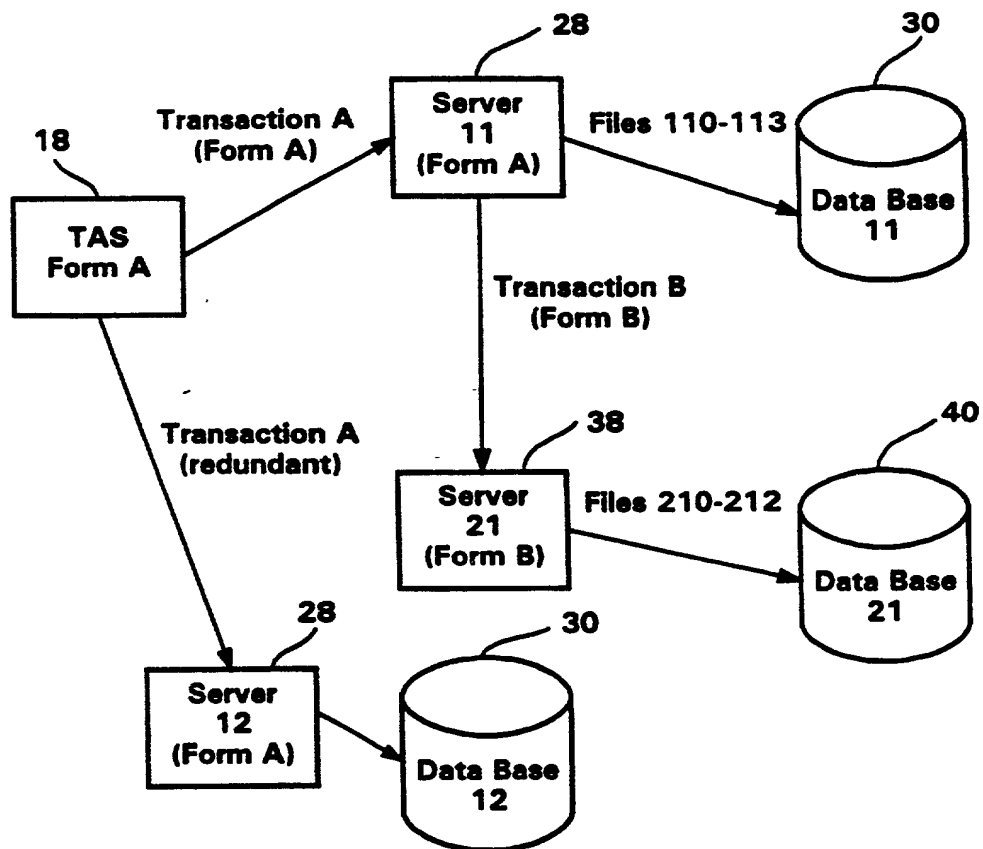 28
30
Server
11
(Form A)
Transaction A
(Form A)
Files 110-113
18
Data Base
11
TAS
Form A
Transaction B
(Form B)
Transaction A
(redundant)
38
40
Server
21
(Form B)
Files 210-212
Data Base
21
28
30
Server
12
(Form A)
Data Base
12